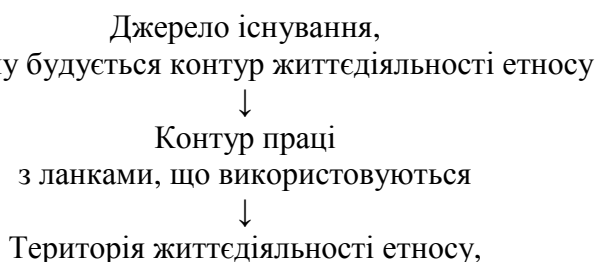 Джерело існування,
будується контур життєдіяльності етносу
↓
Контур праці
з ланками, що використовуються
↓
Територія життєдіяльності етносу,